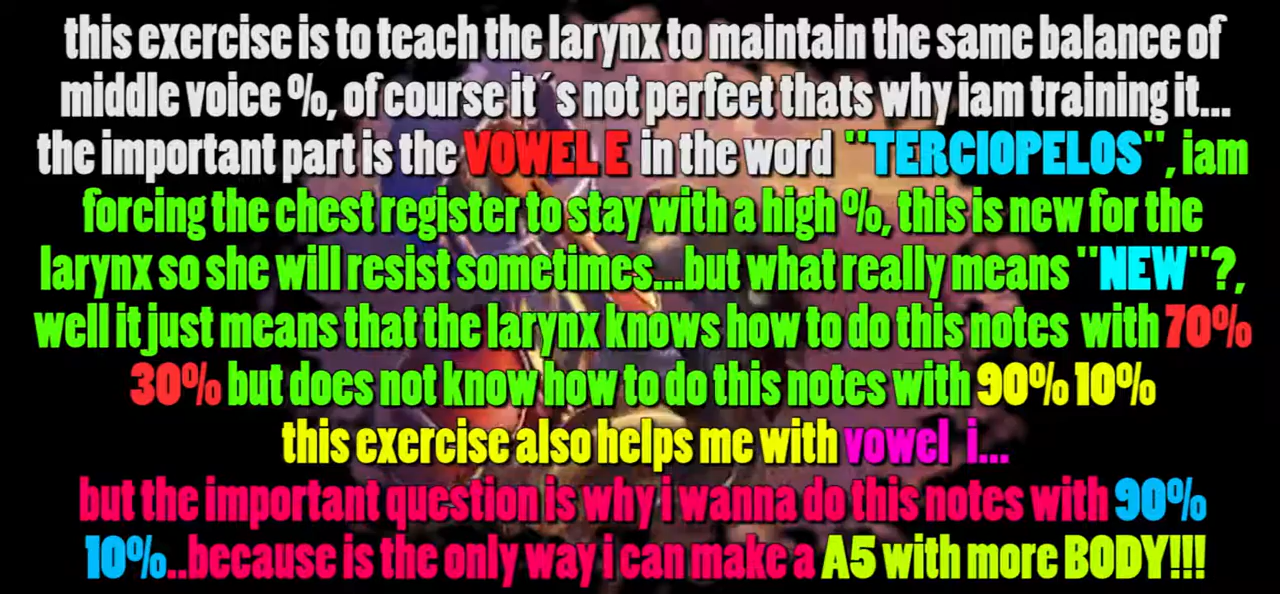 this exercise is to teach the larynx to maintain the same balance of
middle voice %, of course it´s not perfect thats why iam training it...
the important part is the VOWEL E in the word "TERCIOPELOS", iam
forcing the chest register to stay with a high %, this is new for the
larynx so she will resist sometimes...but what really means "NEW"?,
well it just means that the larynx knows how to do this notes with 70%
30% but does not know how to do this notes with 90% 10%
this exercise also helps me with vowel i...
but the important question is why i wanna do this notes with 90%
10%...because is the only way i can make a A5 with more BODY!!!